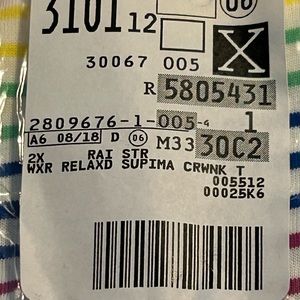 3101 12
06
X
30067 005
R 5805431
2809676-1-005-4 1
A6 08/18 D 06 M33 30C2
2X RAI STR
WXR RELAXD SUPIMA CRWNK T
005512
00025K6